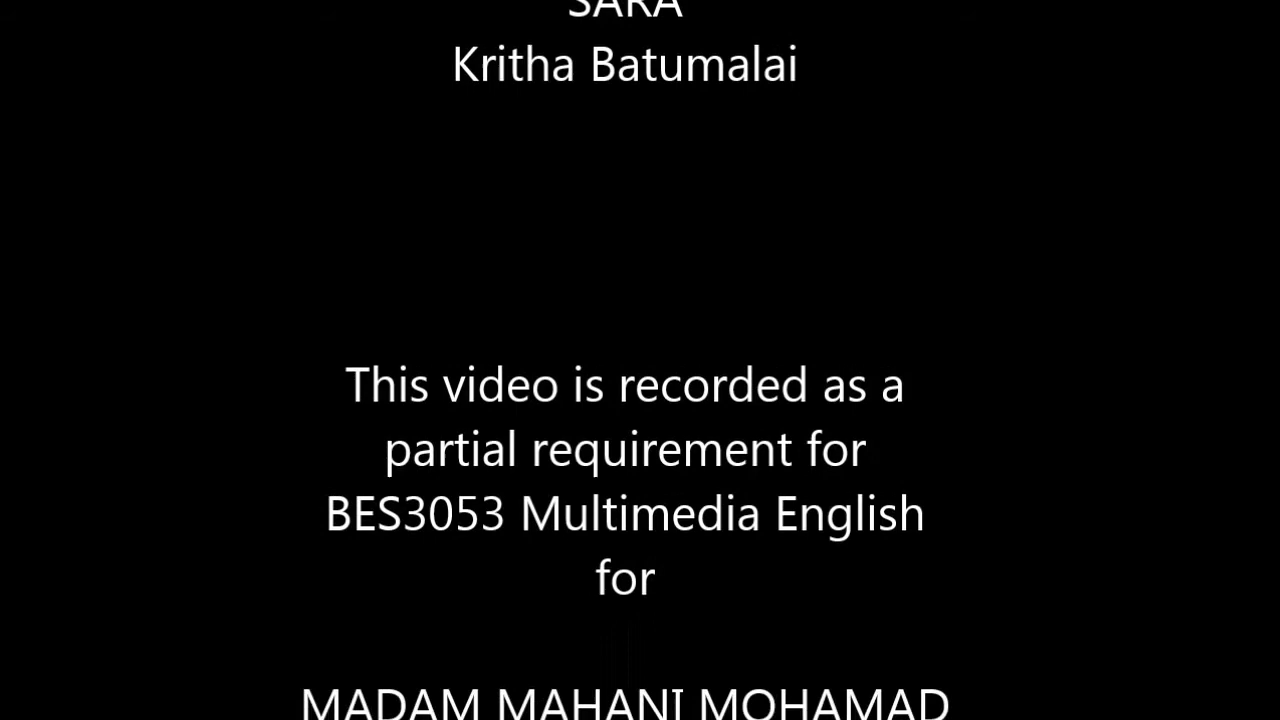 SARA
Kritha Batumalai
This video is recorded as a
partial requirement for
BES3053 Multimedia English
for
MADAM MAHANI MOHAMAD